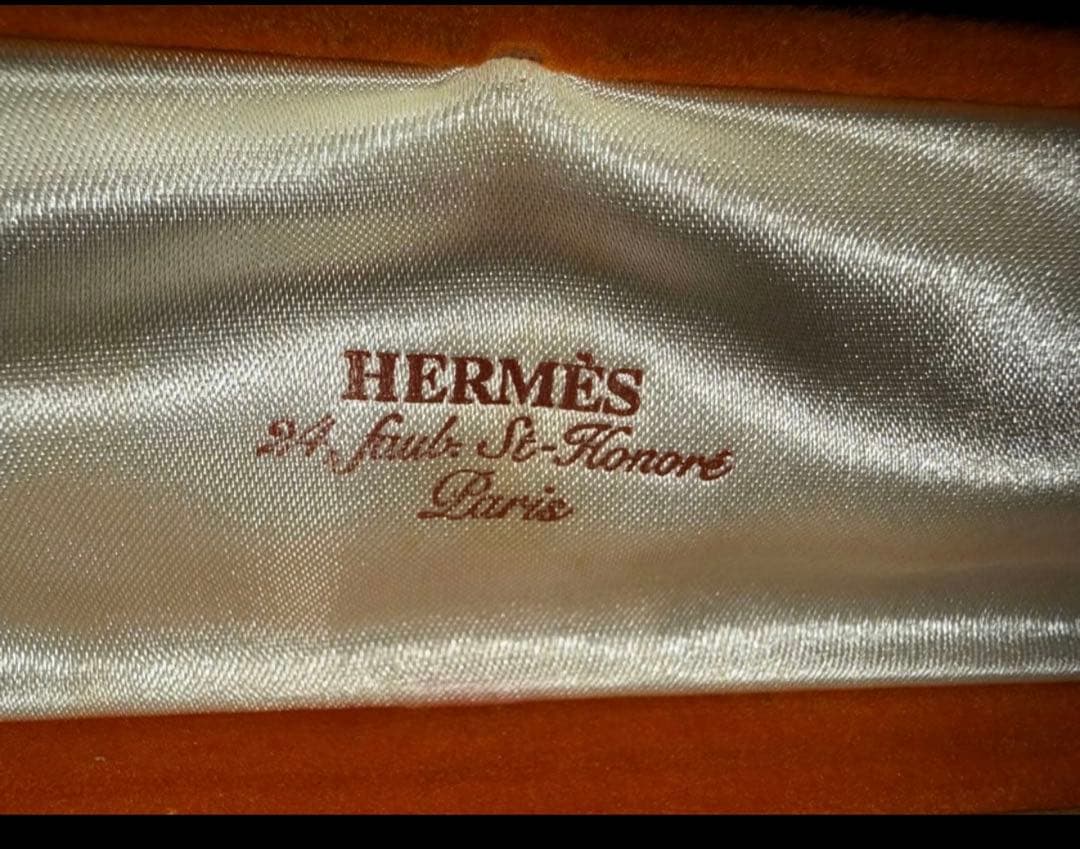 HERMÈS
24, faub. St-Honoré
Paris